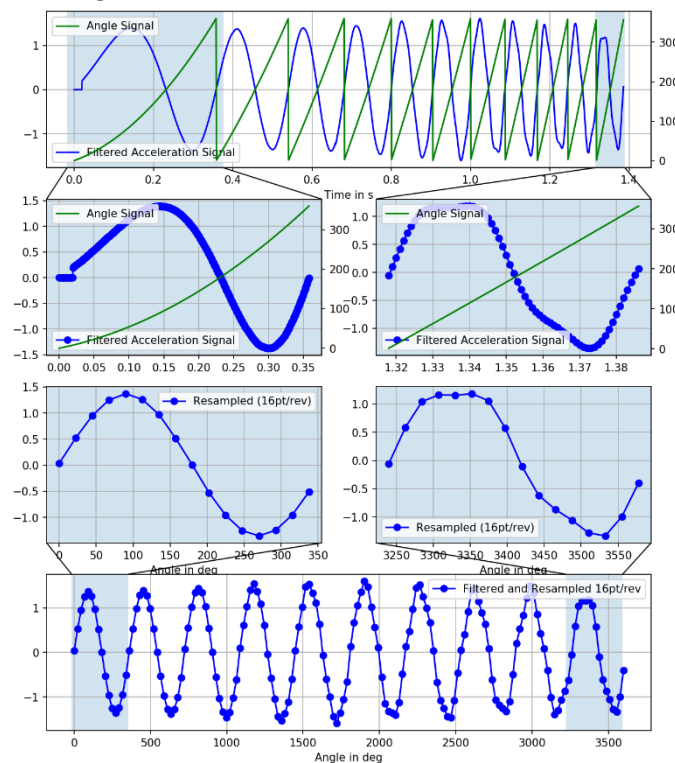 Angle Signal
Filtered Acceleration Signal
1
0
−1
300
200
100
0
0.0 0.2 0.4 0.6 0.8 1.0 1.2 1.4
Time in s
Angle Signal
Filtered Acceleration Signal
1.5
1.0
0.5
0.0
−0.5
−1.0
−1.5
300
200
100
0
0.00 0.05 0.10 0.15 0.20 0.25 0.30 0.35
Angle Signal
Filtered Acceleration Signal
1.0
0.5
0.0
−0.5
−1.0
300
200
100
0
1.32 1.33 1.34 1.35 1.36 1.37 1.38
Resampled (16pt/rev)
1.5
1.0
0.5
0.0
−0.5
−1.0
0 50 100 150 200 250 300 350
Angle in deg
Resampled (16pt/rev)
1.0
0.5
0.0
−0.5
−1.0
3250 3300 3350 3400 3450 3500 3550
Angle in deg
Filtered and Resampled 16pt/rev
1
0
−1
0 500 1000 1500 2000 2500 3000 3500
Angle in deg